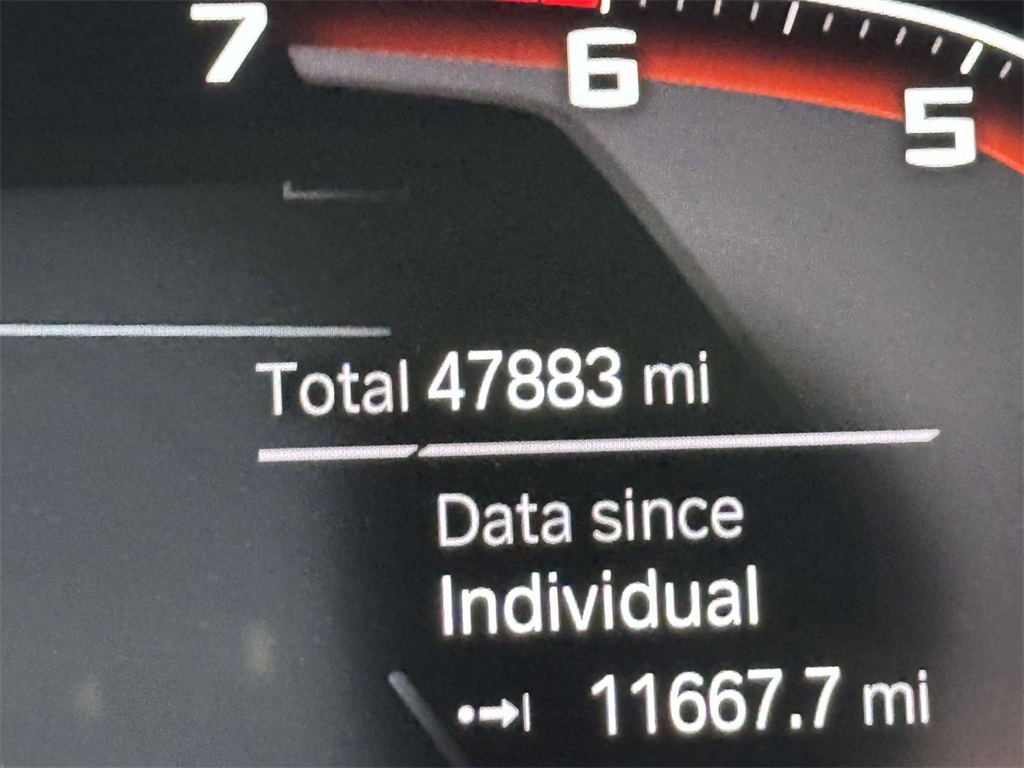 7
6
5
Total 47883 mi
Data since
Individual
11667.7 mi